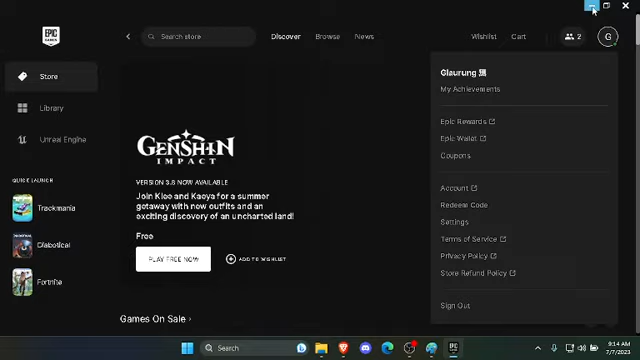 EPIC
GAMES
Search store
Discover
Browse
News
Wishlist
Cart
2
G
Store
Library
Unreal Engine
QUICK LAUNCH
Trackmania
Diabotical
Fortnite
GENSHIN
IMPACT
VERSION 3.8 NOW AVAILABLE
Join Klee and Kaeya for a summer
getaway with new outfits and an
exciting discovery of an uncharted land!
Free
PLAY FREE NOW
ADD TO WISHLIST
Games On Sale
Glaurung 無
My Achievements
Epic Rewards
Epic Wallet
Coupons
Account
Redeem Code
Settings
Terms of Service
Privacy Policy
Store Refund Policy
Sign Out
Search
9:14 AM
7/7/2023